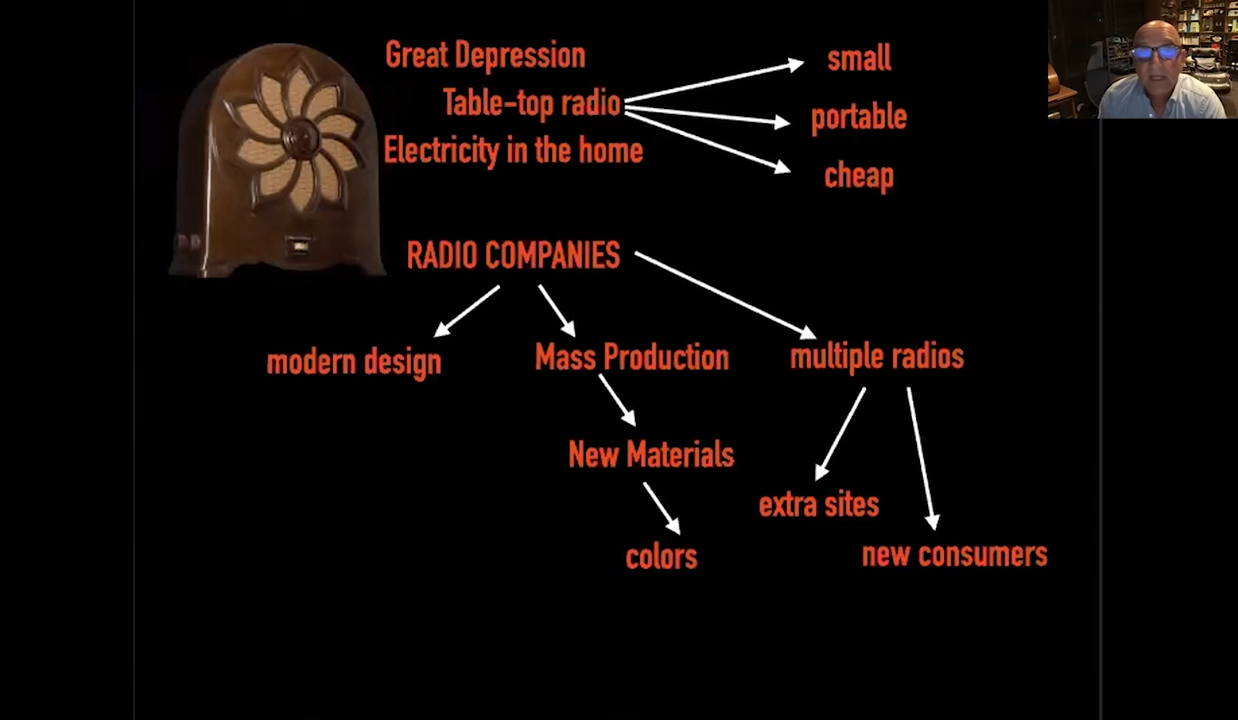 Great Depression
small
Table-top radio
portable
Electricity in the home
cheap
RADIO COMPANIES
modern design
Mass Production
multiple radios
New Materials
extra sites
colors
new consumers